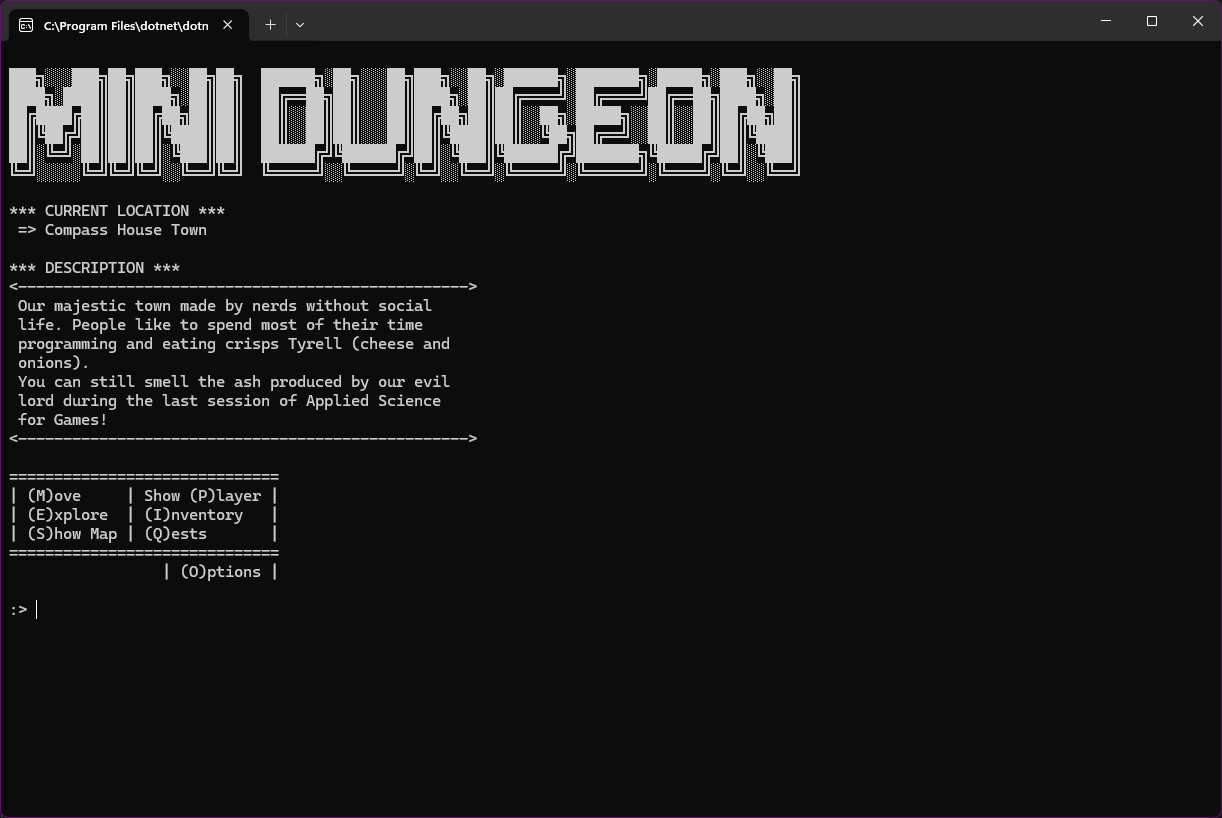 C:\Program Files\dotnet\dotn
MINI DUNGEON
*** CURRENT LOCATION ***
=> Compass House Town
*** DESCRIPTION ***
<-------------------------------------------------->
Our majestic town made by nerds without social
life. People like to spend most of their time
programming and eating crisps Tyrell (cheese and
onions).
You can still smell the ash produced by our evil
lord during the last session of Applied Science
for Games!
<-------------------------------------------------->
==============================
| (M)ove     | Show (P)layer |
| (E)xplore  | (I)nventory   |
| (S)how Map | (Q)ests       |
==============================
| (O)ptions |
:>